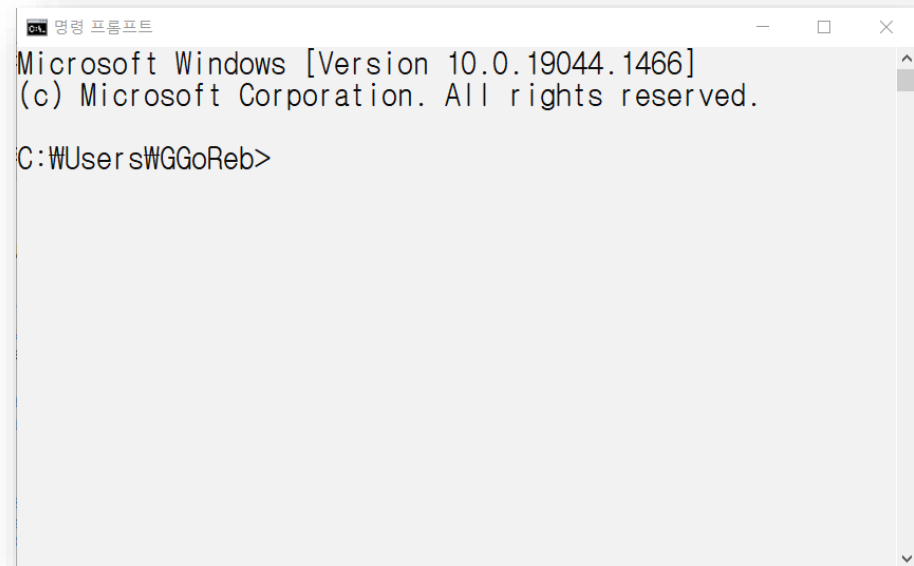 명령 프롬프트
Microsoft Windows [Version 10.0.19044.1466]
(c) Microsoft Corporation. All rights reserved.
C:₩Users₩GGoReb>